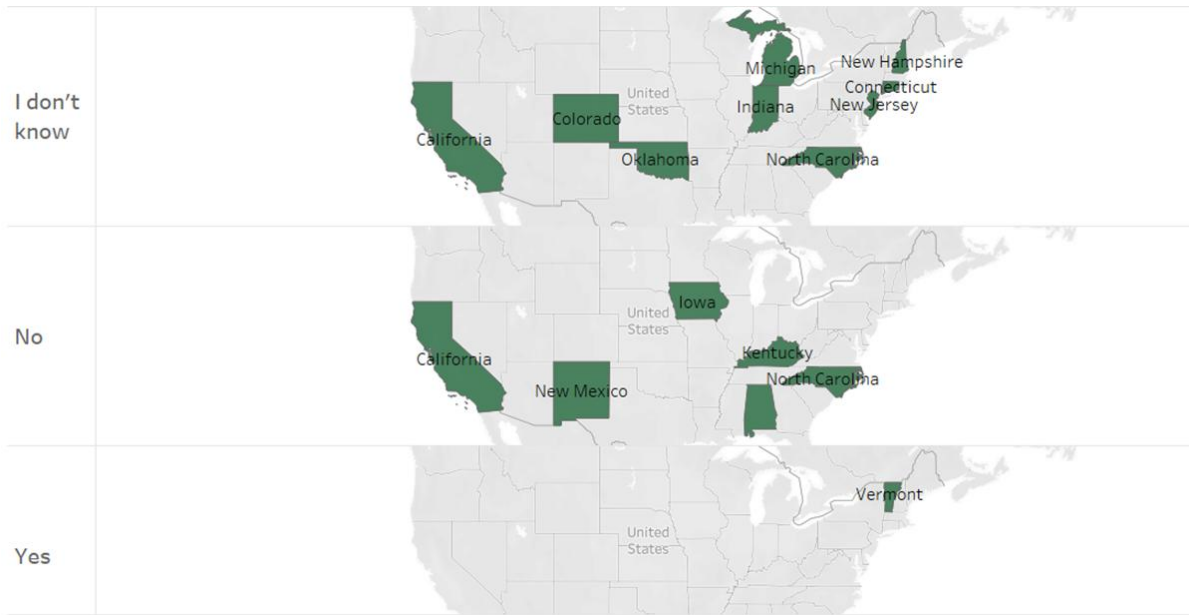 I don't
know
United
States
Michigan
New Hampshire
Connecticut
New Jersey
Indiana
Colorado
California
Oklahoma
North Carolina
No
United
States
Iowa
Kentucky
California
New Mexico
North Carolina
Yes
United
States
Vermont